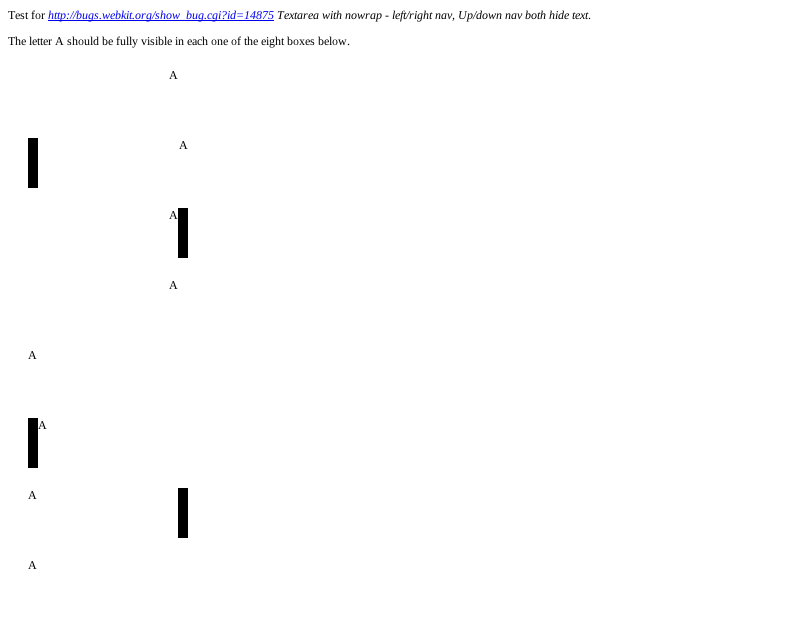 Test for http://bugs.webkit.org/show_bug.cgi?id=14875 Textarea with nowrap - left/right nav, Up/down nav both hide text.
The letter A should be fully visible in each one of the eight boxes below.
A
A
A
A
A
A
A
A